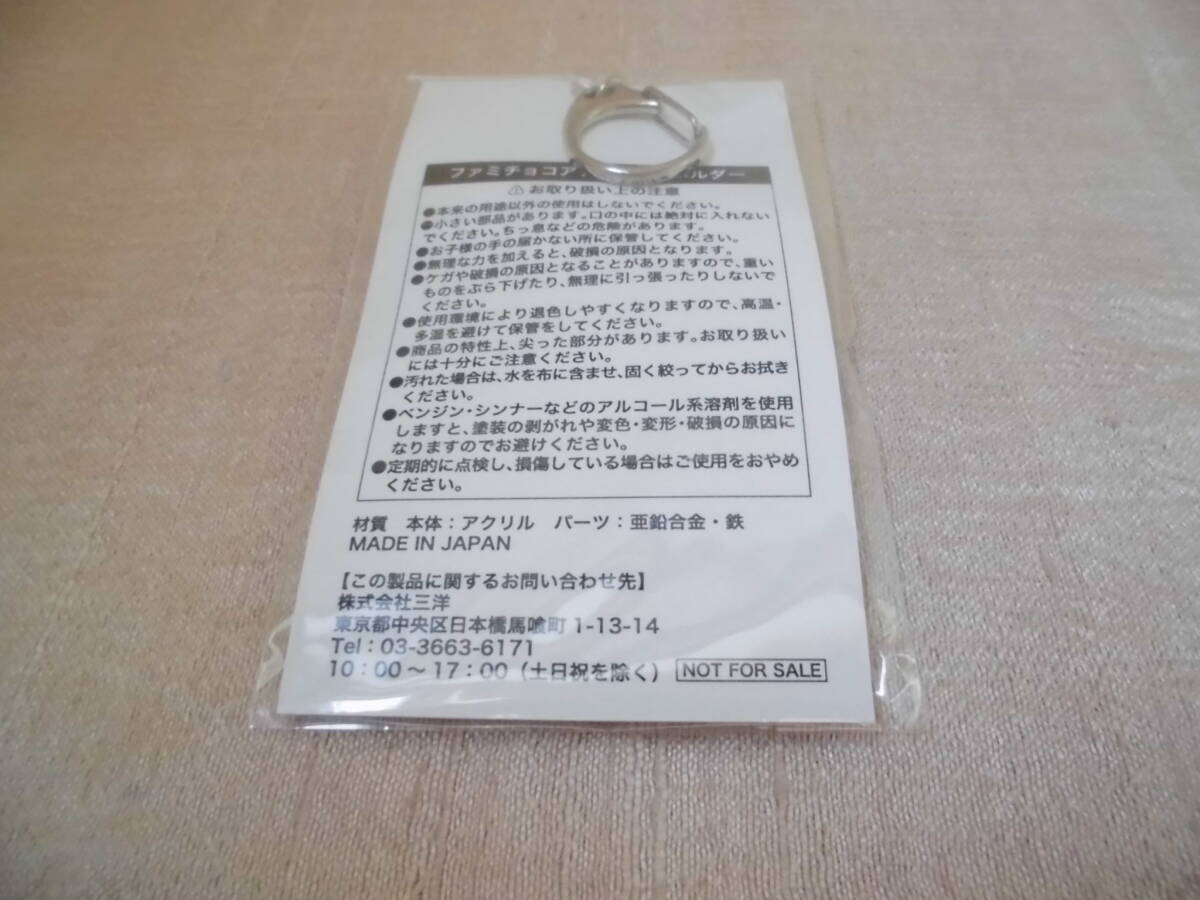 ファミチョコア ルダー
⚠ お取り扱い上の注意
●本来の用途以外の使用はしないでください。
●小さい部品があります。口の中には絶対に入れない
でください。ちっ息などの危険があります。
●お子様の手の届かない所に保管してください。
●無理な力を加えると、破損の原因となります。
●ケガや破損の原因となることがありますので、重い
ものをぶら下げたり、無理に引っ張ったりしないで
ください。
●使用環境により退色しやすくなりますので、高温・
多湿を避けて保管をしてください。
●商品の特性上、尖った部分があります。お取り扱い
には十分にご注意ください。
●汚れた場合は、水を布に含ませ、固く絞ってからお拭き
ください。
●ベンジン・シンナーなどのアルコール系溶剤を使用
しますと、塗装の剥がれや変色・変形・破損の原因に
なりますのでお避けください。
●定期的に点検し、損傷している場合はご使用をおやめ
ください。
材質 本体：アクリル パーツ：亜鉛合金・鉄
MADE IN JAPAN
【この製品に関するお問い合わせ先】
株式会社三洋
東京都中央区日本橋馬喰町 1-13-14
Tel：03-3663-6171
10：00～17：00（土日祝を除く） NOT FOR SALE